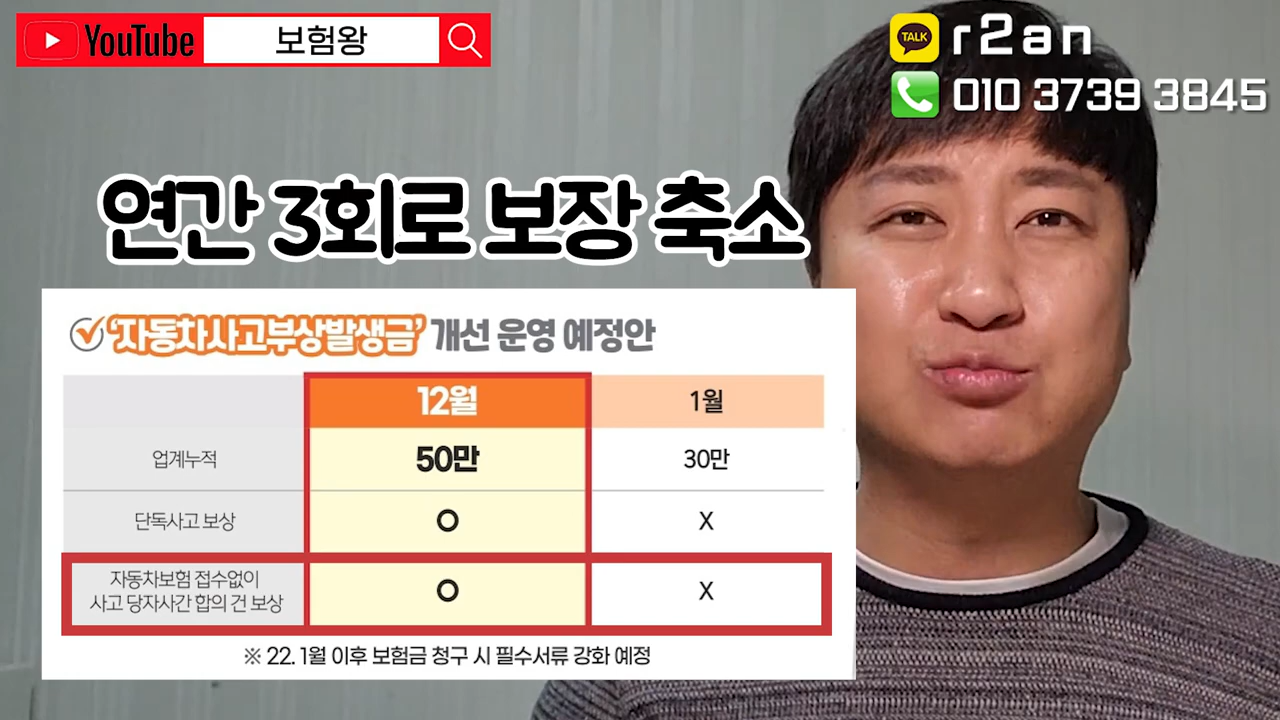 YouTube 보험왕
TALK r2an
010 3739 3845
연간 3회로 보장 축소
'자동차사고부상발생금' 개선 운영 예정안
12월 1월
업계누적 50만 30만
단독사고 보상 O X
자동차보험 접수없이
사고 당자사간 합의 건 보상 O X
※ 22. 1월 이후 보험금 청구 시 필수서류 강화 예정